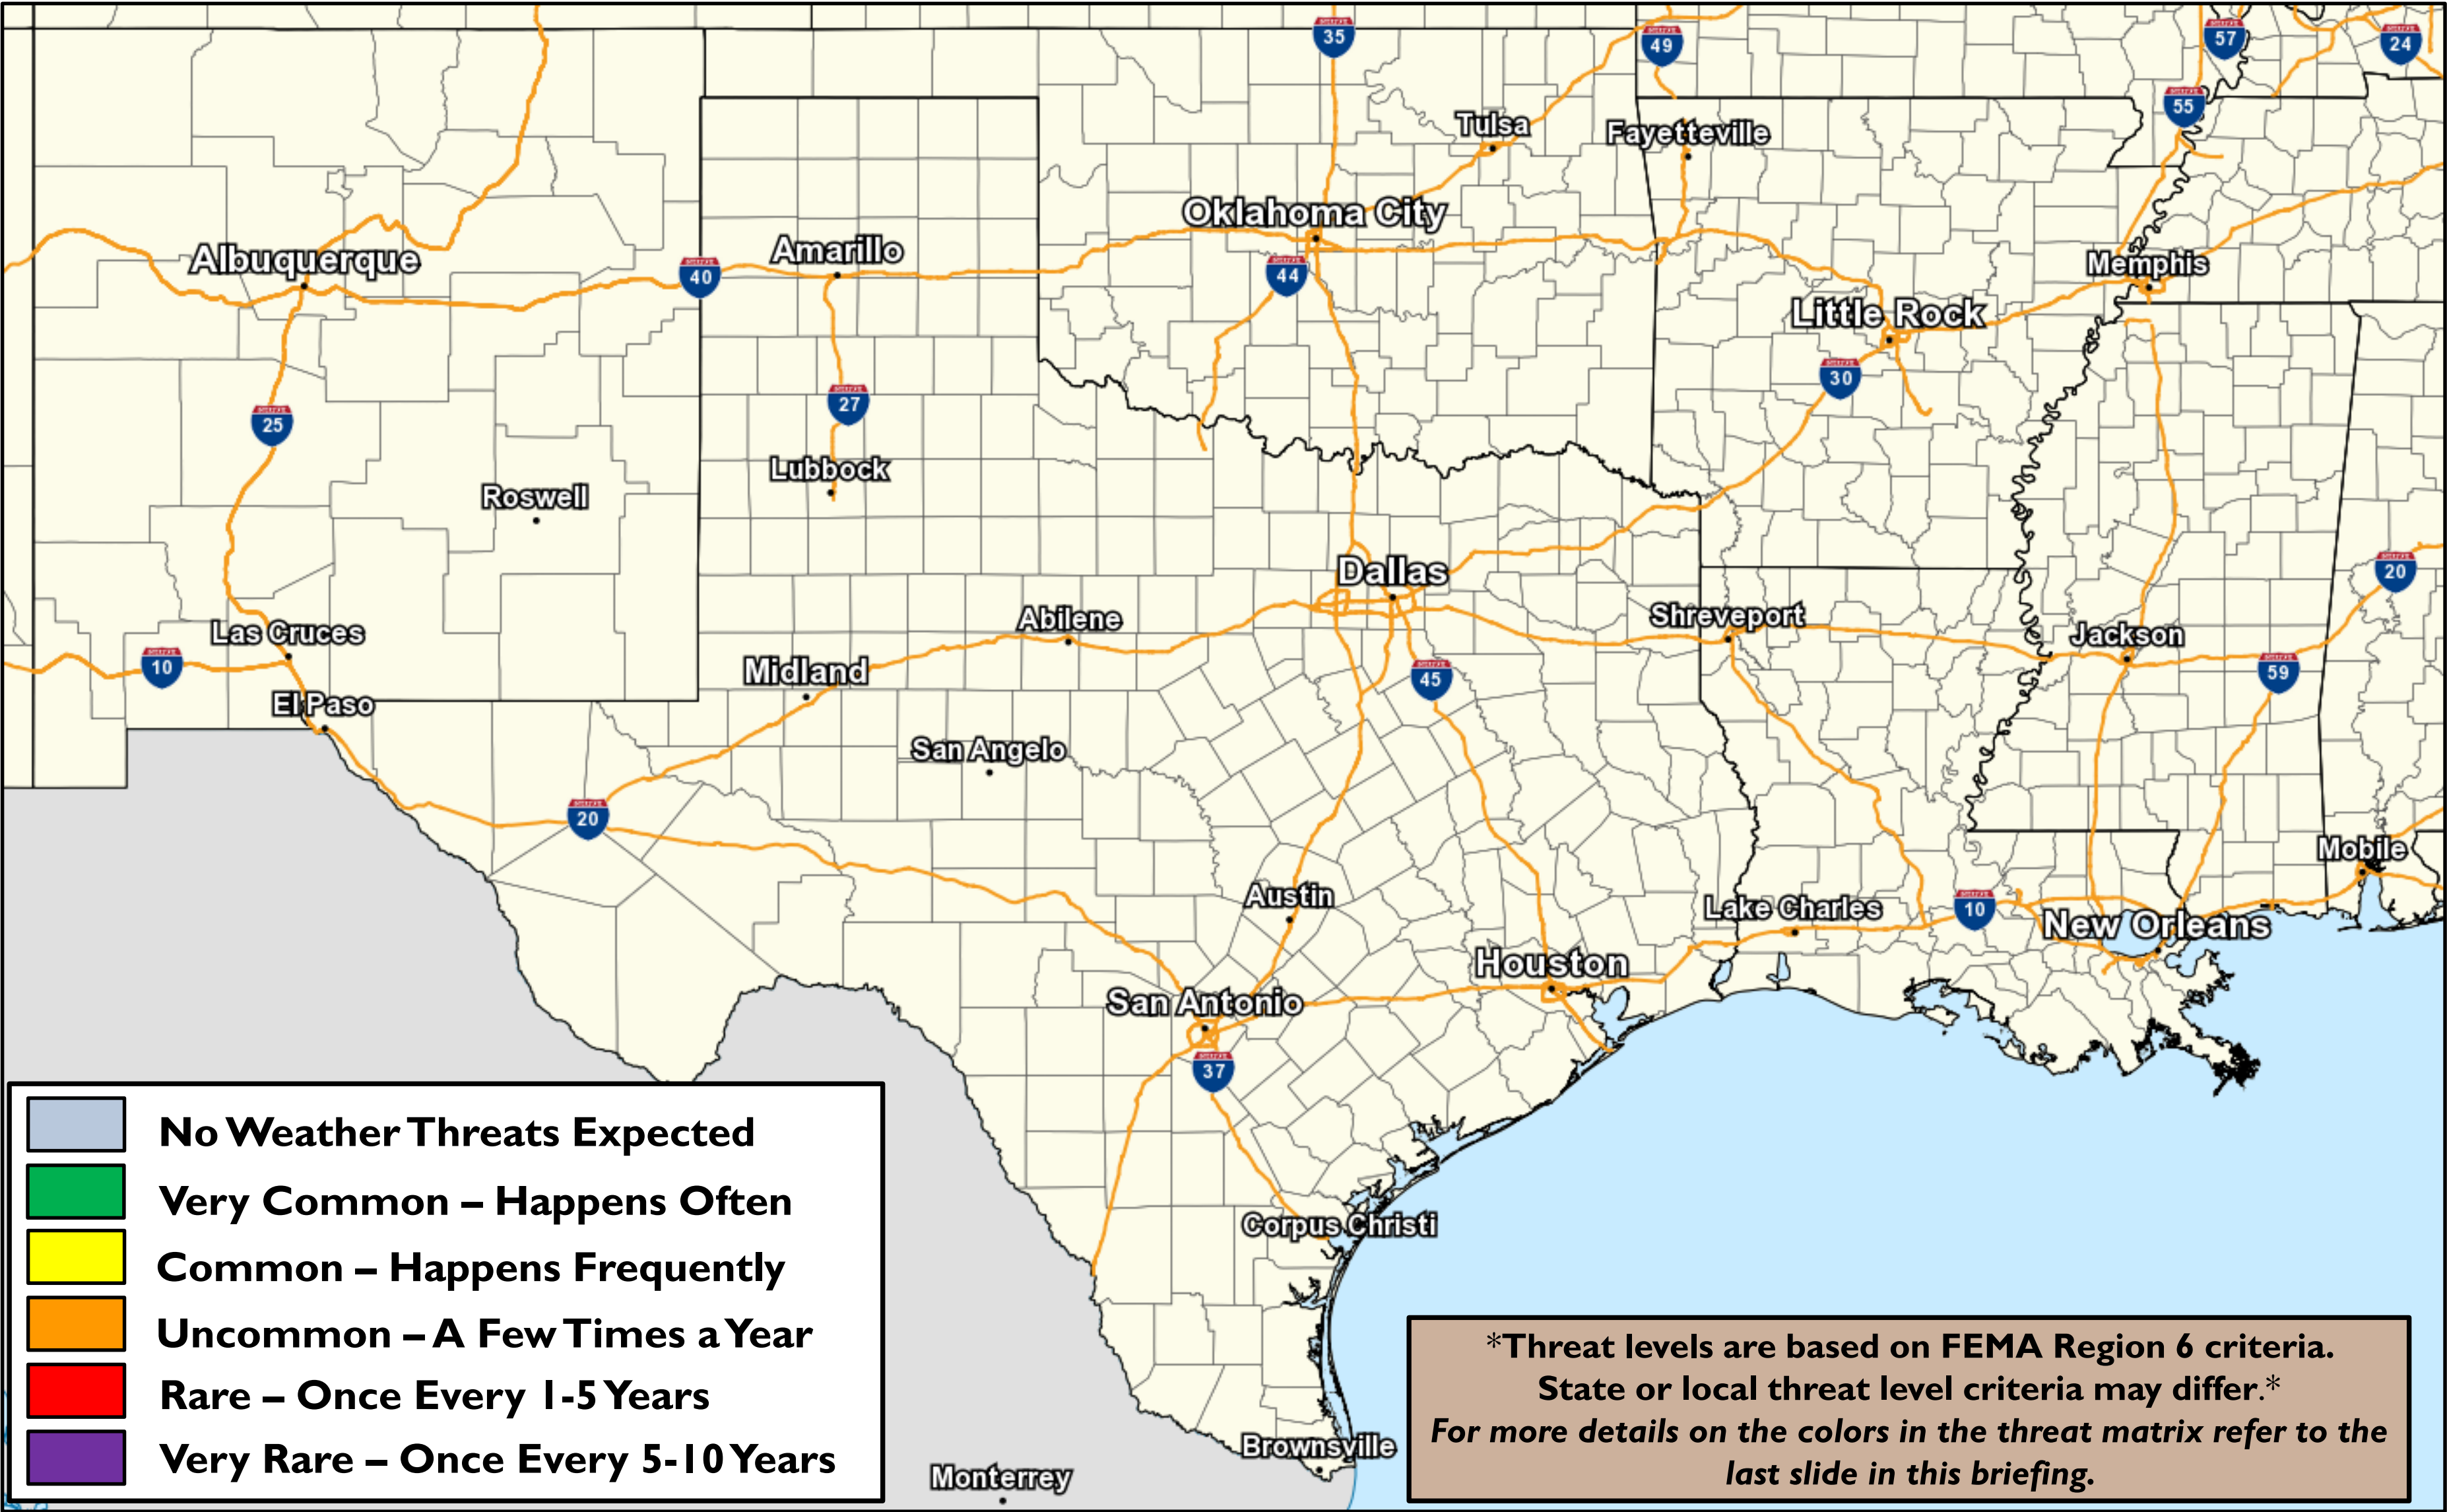 35
49
57
24
55
Tulsa
Fayetteville
Oklahoma City
Albuquerque
40
Amarillo
44
Memphis
Little Rock
30
25
27
Lubbock
Roswell
Dallas
20
Abilene
Shreveport
Las Cruces
Jackson
10
Midland
45
59
El Paso
San Angelo
20
Mobile
Austin
Lake Charles
10
New Orleans
Houston
San Antonio
37
Corpus Christi
Brownsville
Monterrey
No Weather Threats Expected
Very Common – Happens Often
Common – Happens Frequently
Uncommon – A Few Times a Year
Rare – Once Every 1-5 Years
Very Rare – Once Every 5-10 Years
*Threat levels are based on FEMA Region 6 criteria.
State or local threat level criteria may differ.*
For more details on the colors in the threat matrix refer to the
last slide in this briefing.